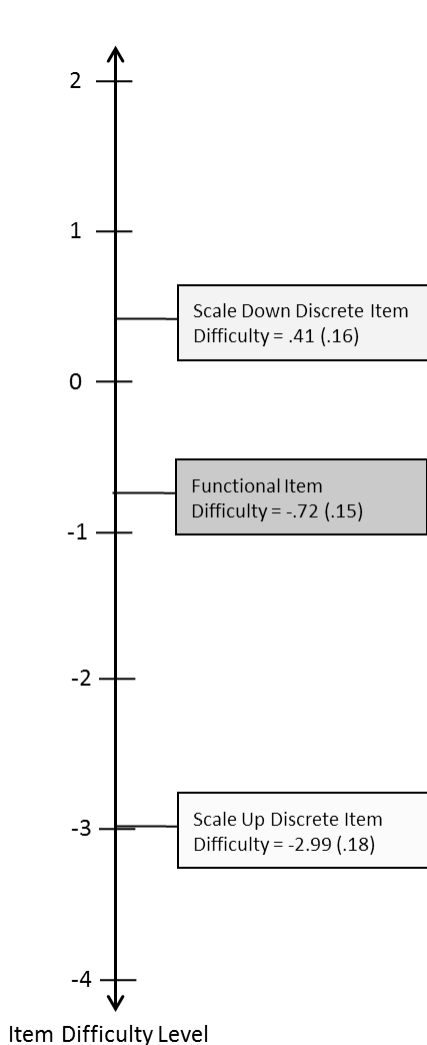 2
1
Scale Down Discrete Item
Difficulty = .41 (.16)
0
Functional Item
Difficulty = -.72 (.15)
-1
-2
Scale Up Discrete Item
-3
Difficulty = -2.99 (.18)
-4
Item Difficulty Level